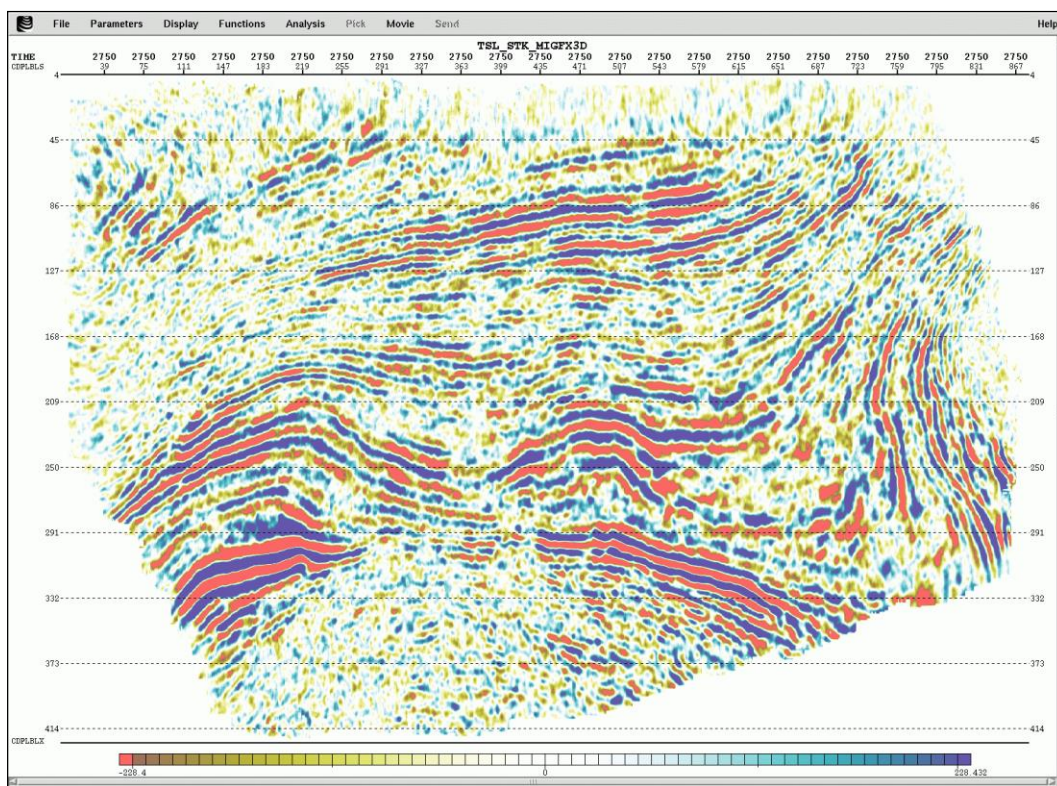 File Parameters Display Functions Analysis Pick Movie Send Help
TSL_STK_MIGFX3D
TIME 2750 2750 2750 2750 2750 2750 2750 2750 2750 2750 2750 2750 2750 2750 2750 2750 2750 2750 2750 2750 2750 2750 2750 2750
CDPLBLS 39 75 111 147 183 219 255 291 327 363 399 435 471 507 543 579 615 651 687 723 759 795 831 867
4 4
45 45
86 86
127 127
168 168
209 209
250 250
291 291
332 332
373 373
414 414
CDPLBLX
-228.4 0 228.432